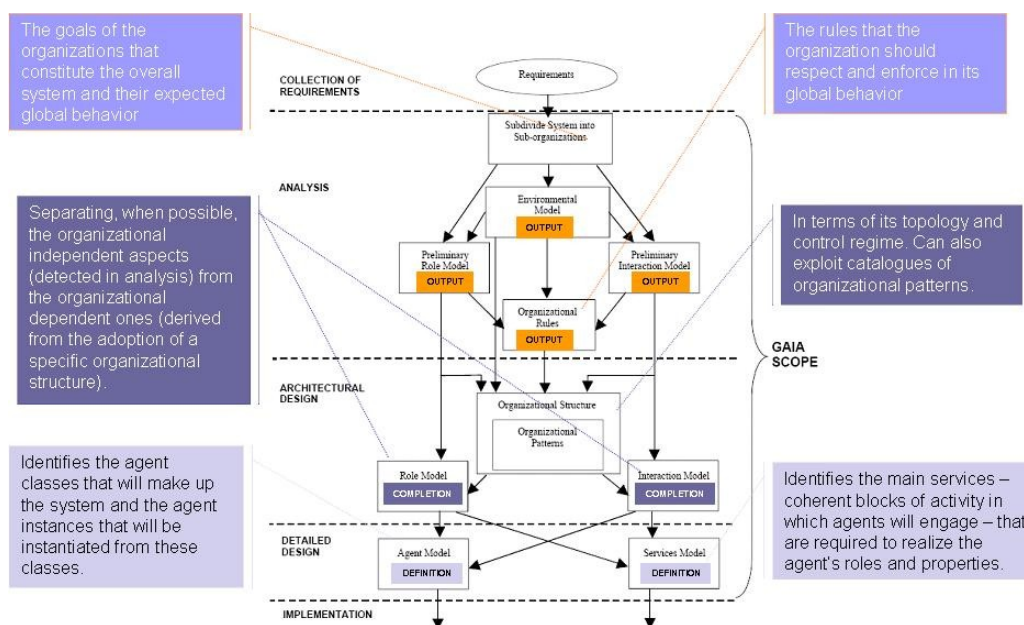 The goals of the
organizations that
constitute the overall
system and their expected
global behavior
The rules that the
organization should
respect and enforce in its
global behavior
COLLECTION OF
REQUIREMENTS
Requirements
Subdivide System into
Sub-organizations
ANALYSIS
Environmental
Model
OUTPUT
Separating, when possible,
the organizational
independent aspects
(detected in analysis) from
the organizational
dependent ones (derived
from the adoption of a
specific organizational
structure).
Preliminary
Role Model
OUTPUT
Preliminary
Interaction Model
OUTPUT
In terms of its topology and
control regime. Can also
exploit catalogues of
organizational patterns.
Organizational
Rules
OUTPUT
GAIA
SCOPE
ARCHITECTURAL
DESIGN
Organizational Structure
Organizational
Patterns
Role Model
COMPLETION
Interaction Model
COMPLETION
Identifies the agent
classes that will make up
the system and the agent
instances that will be
instantiated from these
classes.
Identifies the main services –
coherent blocks of activity in
which agents will engage – that
are required to realize the
agent's roles and properties.
DETAILED
DESIGN
Agent Model
DEFINITION
Services Model
DEFINITION
IMPLEMENTATION